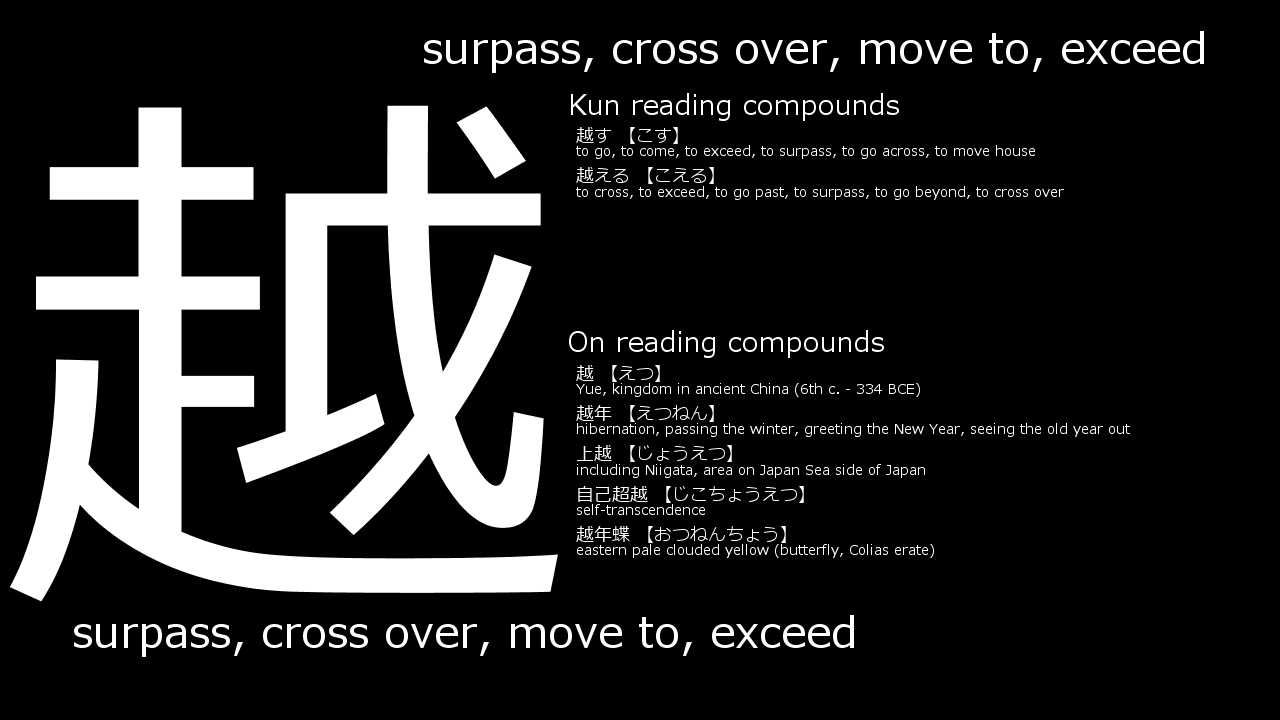 surpass, cross over, move to, exceed
越
Kun reading compounds
越す 【こす】
to go, to come, to exceed, to surpass, to go across, to move house
越える 【こえる】
to cross, to exceed, to go past, to surpass, to go beyond, to cross over
On reading compounds
越 【えつ】
Yue, kingdom in ancient China (6th c. - 334 BCE)
越年 【えつねん】
hibernation, passing the winter, greeting the New Year, seeing the old year out
上越 【じょうえつ】
including Niigata, area on Japan Sea side of Japan
自己超越 【じこちょうえつ】
self-transcendence
越年蝶 【おつねんちょう】
eastern pale clouded yellow (butterfly, Colias erate)
surpass, cross over, move to, exceed